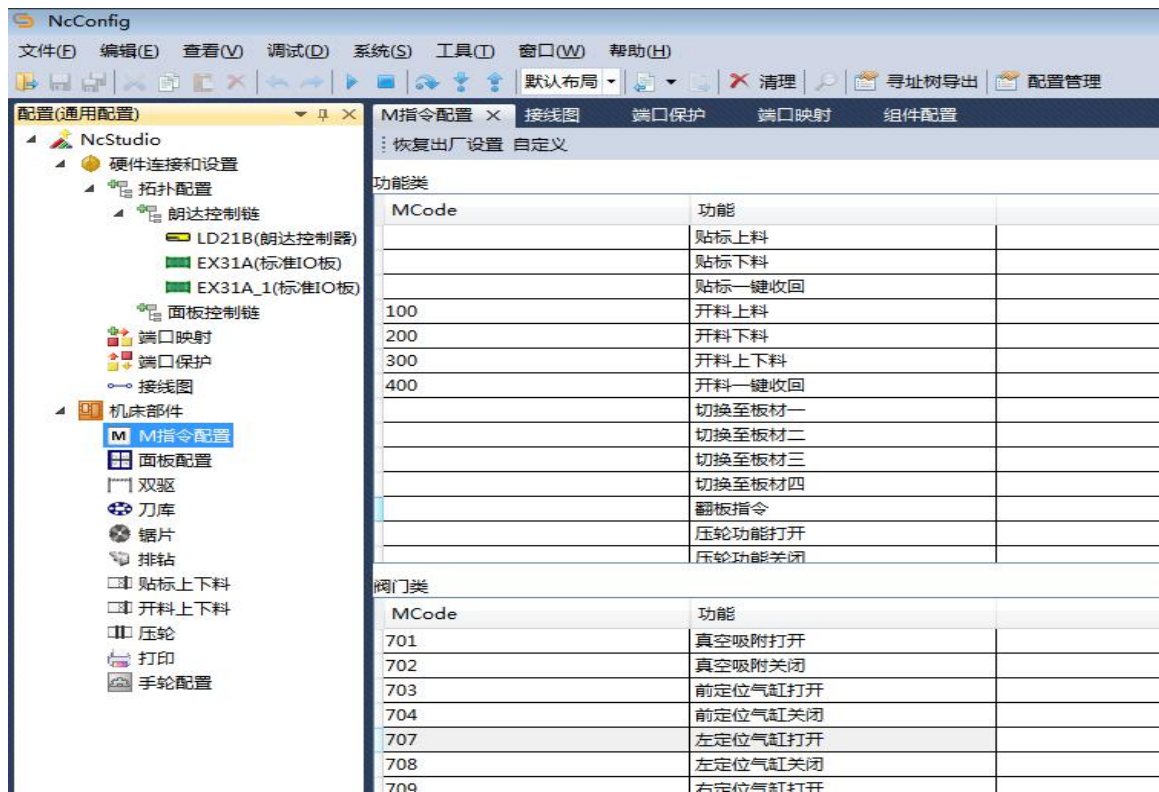 NcConfig
文件(F) 编辑(E) 查看(V) 调试(D) 系统(S) 工具(T) 窗口(W) 帮助(H)
默认布局 清理 寻址树导出 配置管理
配置(通用配置)
NcStudio
硬件连接和设置
拓扑配置
朗达控制链
LD21B(朗达控制器)
EX31A(标准IO板)
EX31A_1(标准IO板)
面板控制链
端口映射
端口保护
接线图
机床部件
M M指令配置
面板配置
双驱
刀库
锯片
排钻
贴标上下料
开料上下料
压轮
打印
手轮配置
M指令配置 接线图 端口保护 端口映射 组件配置
恢复出厂设置 自定义
功能类
MCode 功能
贴标上料
贴标下料
贴标一键收回
100 开料上料
200 开料下料
300 开料上下料
400 开料一键收回
切换至板材一
切换至板材二
切换至板材三
切换至板材四
翻板指令
压轮功能打开
压轮功能关闭
阀门类
MCode 功能
701 真空吸附打开
702 真空吸附关闭
703 前定位气缸打开
704 前定位气缸关闭
707 左定位气缸打开
708 左定位气缸关闭
709 右定位气缸打开